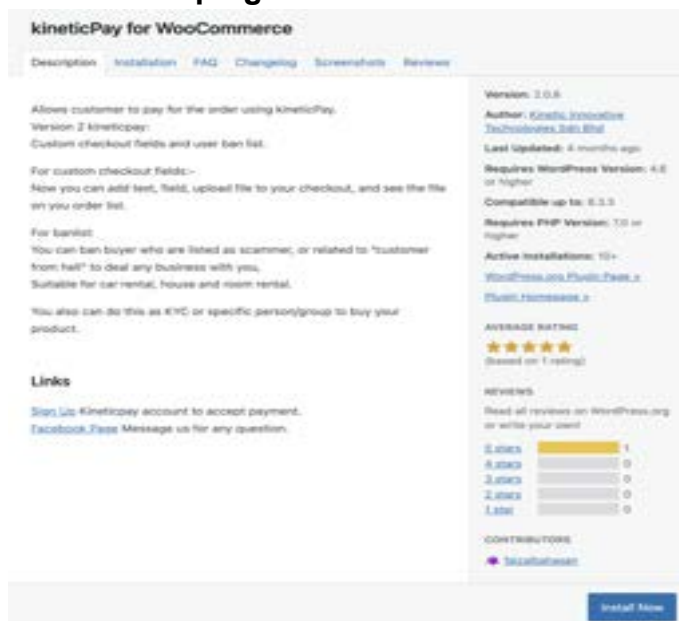 kineticPay for WooCommerce
Description Installation FAQ Changelog Screenshots Reviews
Allows customer to pay for the order using kineticPay.
Version 2 kineticpay:
Custom checkout fields and user ban list.
For custom checkout fields:-
Now you can add text, field, upload file to your checkout, and see the file
on you order list.
For banlist:
You can ban buyer who are listed as scammer, or related to "customer
from hell" to deal any business with you,
Suitable for car rental, house and room rental.
You also can do this as KYC or specific person/group to buy your
product.
Links
Sign Up Kineticpay account to accept payment.
Facebook Page Message us for any question.
Version: 2.0.8
Author: Kinetic Innovative
Technologies Sdn Bhd
Last Updated: 4 months ago
Requires WordPress Version: 4.6
or higher
Compatible up to: 6.3.5
Requires PHP Version: 7.0 or
higher
Active Installations: 10+
WordPress.org Plugin Page »
Plugin Homepage »
AVERAGE RATING
(based on 1 rating)
REVIEWS
Read all reviews on WordPress.org
or write your own!
5 stars 1
4 stars 0
3 stars 0
2 stars 0
1 star 0
CONTRIBUTORS
Install Now